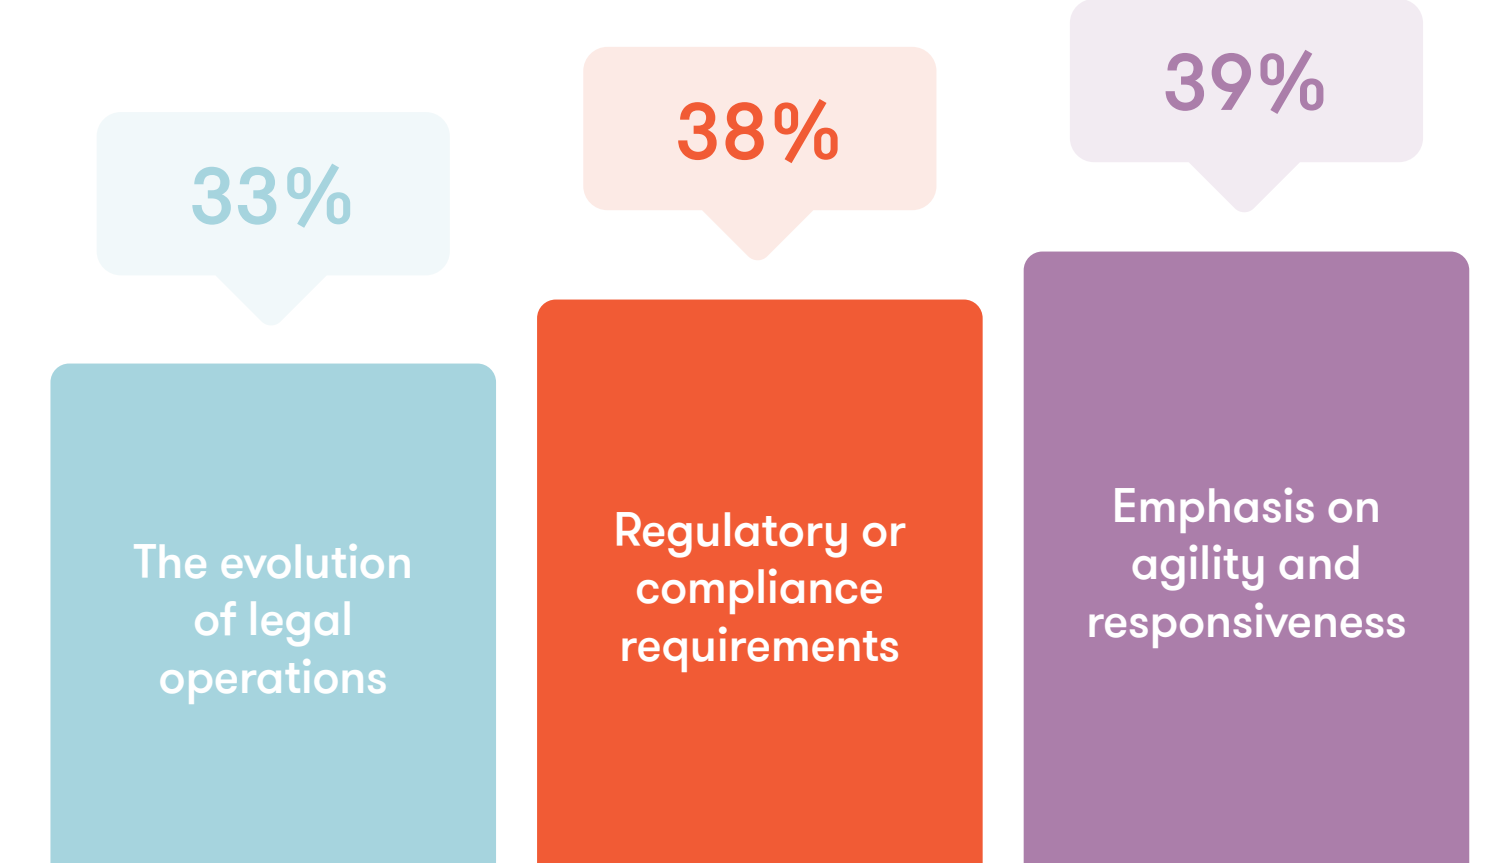 33%
The evolution
of legal
operations
38%
Regulatory or
compliance
requirements
39%
Emphasis on
agility and
responsiveness